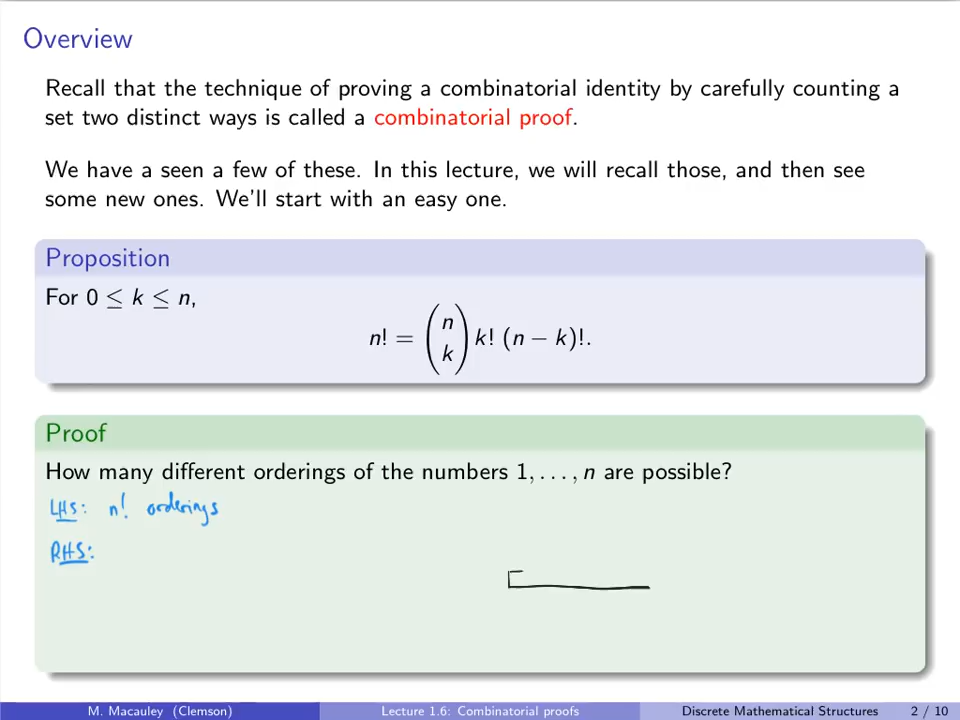 Overview
Recall that the technique of proving a combinatorial identity by carefully counting a
set two distinct ways is called a combinatorial proof.
We have a seen a few of these. In this lecture, we will recall those, and then see
some new ones. We'll start with an easy one.
Proposition
For 0 ≤ k ≤ n,
n! = (n k) k! (n − k)!.
Proof
How many different orderings of the numbers 1, . . . , n are possible?
LHS: n! orderings
RHS:
M. Macauley (Clemson) Lecture 1.6: Combinatorial proofs Discrete Mathematical Structures 2 / 10